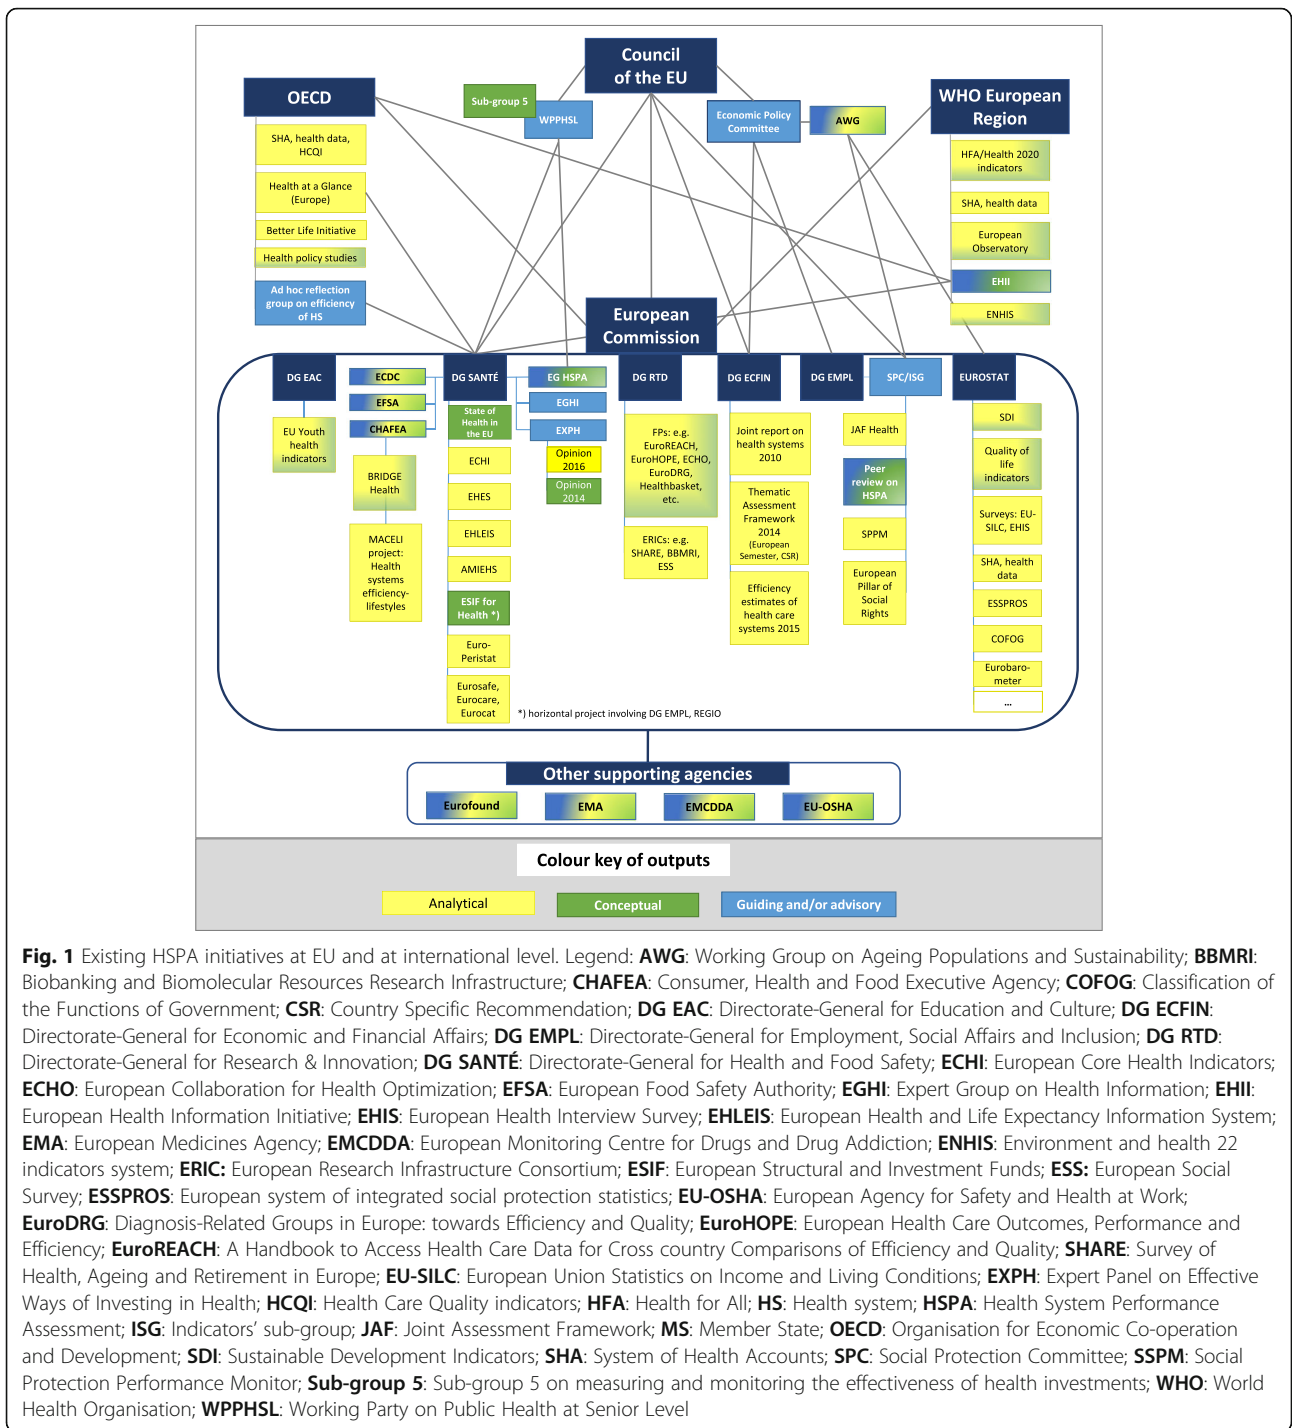 Council
of the EU
OECD
Sub-group 5
WPPHSL
Economic Policy
Committee
AWG
WHO European
Region
SHA, health data,
HCQI
Health at a Glance
(Europe)
Better Life Initiative
Health policy studies
Ad hoc reflection
group on efficiency
of HS
HFA/Health 2020
indicators
SHA, health data
European
Observatory
EHII
ENHIS
European
Commission
DG EAC
EU Youth
health
indicators
ECDC
EFSA
CHAFEA
BRIDGE
Health
MACELI
project:
Health
systems
efficiency-
lifestyles
DG SANTÉ
State of
Health in
the EU
ECHI
EHES
EHLEIS
AMIEHS
ESIF for
Health *)
Euro-
Peristat
Eurosafe,
Eurocare,
Eurocat
EG HSPA
EGHI
EXPH
Opinion
2016
Opinion
2014
DG RTD
FPs: e.g.
EuroREACH,
EuroHOPE, ECHO,
EuroDRG,
Healthbasket,
etc.
ERICs: e.g.
SHARE, BBMRI,
ESS
DG ECFIN
Joint report on
health systems
2010
Thematic
Assessment
Framework
2014
(European
Semester, CSR)
Efficiency
estimates of
health care
systems 2015
DG EMPL
SPC/ISG
JAF Health
Peer
review on
HSPA
SPPM
European
Pillar of
Social
Rights
EUROSTAT
SDI
Quality of
life
indicators
Surveys: EU-
SILC, EHIS
SHA, health
data
ESSPROS
COFOG
Eurobaro-
meter
...
*) horizontal project involving DG EMPL, REGIO
Other supporting agencies
Eurofound
EMA
EMCDDA
EU-OSHA
Colour key of outputs
Analytical
Conceptual
Guiding and/or advisory
Fig. 1 Existing HSPA initiatives at EU and at international level. Legend: AWG: Working Group on Ageing Populations and Sustainability; BBMRI:
Biobanking and Biomolecular Resources Research Infrastructure; CHAFEA: Consumer, Health and Food Executive Agency; COFOG: Classification of
the Functions of Government; CSR: Country Specific Recommendation; DG EAC: Directorate-General for Education and Culture; DG ECFIN:
Directorate-General for Economic and Financial Affairs; DG EMPL: Directorate-General for Employment, Social Affairs and Inclusion; DG RTD:
Directorate-General for Research & Innovation; DG SANTÉ: Directorate-General for Health and Food Safety; ECHI: European Core Health Indicators;
ECHO: European Collaboration for Health Optimization; EFSA: European Food Safety Authority; EGHI: Expert Group on Health Information; EHII:
European Health Information Initiative; EHIS: European Health Interview Survey; EHLEIS: European Health and Life Expectancy Information System;
EMA: European Medicines Agency; EMCDDA: European Monitoring Centre for Drugs and Drug Addiction; ENHIS: Environment and health 22
indicators system; ERIC: European Research Infrastructure Consortium; ESIF: European Structural and Investment Funds; ESS: European Social
Survey; ESSPROS: European system of integrated social protection statistics; EU-OSHA: European Agency for Safety and Health at Work;
EuroDRG: Diagnosis-Related Groups in Europe: towards Efficiency and Quality; EuroHOPE: European Health Care Outcomes, Performance and
Efficiency; EuroREACH: A Handbook to Access Health Care Data for Cross country Comparisons of Efficiency and Quality; SHARE: Survey of
Health, Ageing and Retirement in Europe; EU-SILC: European Union Statistics on Income and Living Conditions; EXPH: Expert Panel on Effective
Ways of Investing in Health; HCQI: Health Care Quality indicators; HFA: Health for All; HS: Health system; HSPA: Health System Performance
Assessment; ISG: Indicators' sub-group; JAF: Joint Assessment Framework; MS: Member State; OECD: Organisation for Economic Co-operation
and Development; SDI: Sustainable Development Indicators; SHA: System of Health Accounts; SPC: Social Protection Committee; SSPM: Social
Protection Performance Monitor; Sub-group 5: Sub-group 5 on measuring and monitoring the effectiveness of health investments; WHO: World
Health Organisation; WPPHSL: Working Party on Public Health at Senior Level